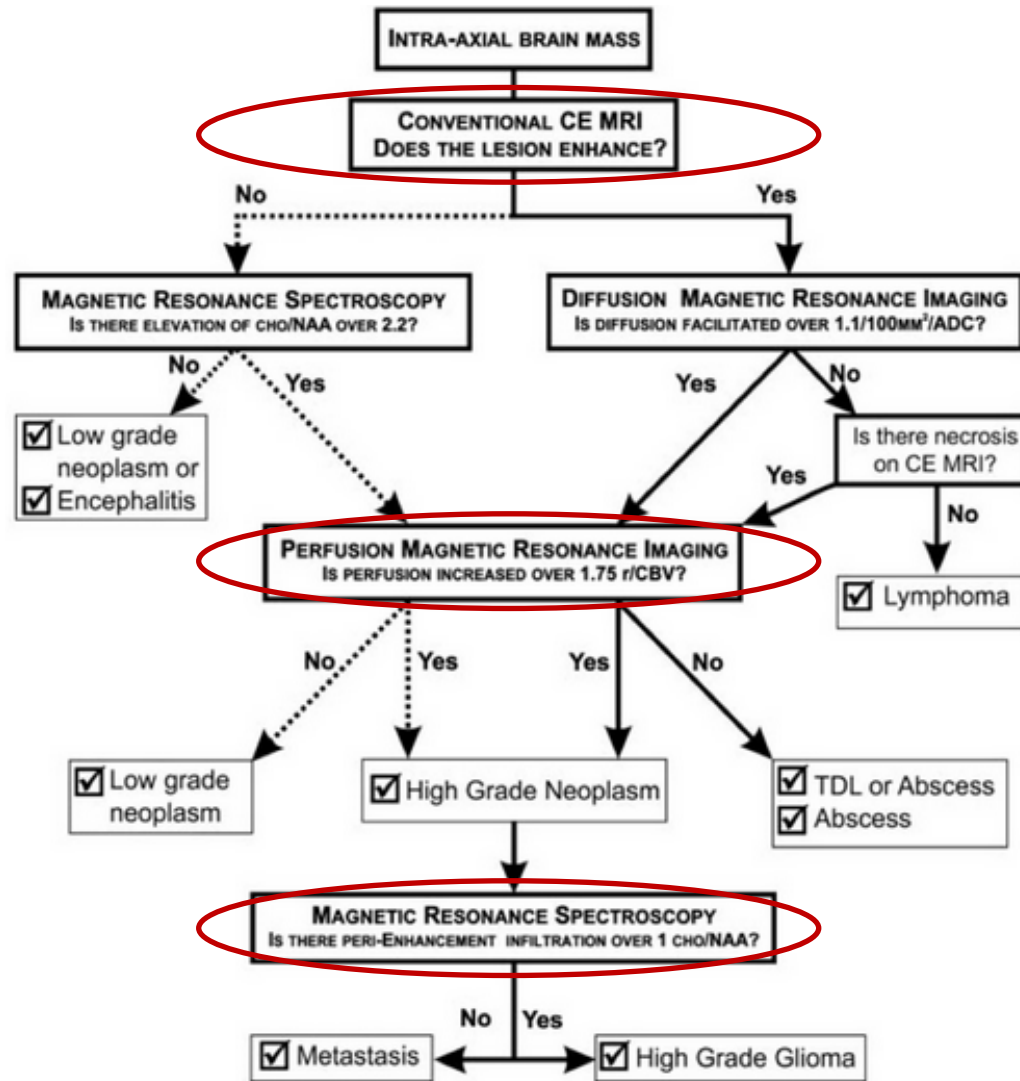 INTRA-AXIAL BRAIN MASS
CONVENTIONAL CE MRI
DOES THE LESION ENHANCE?
No
Yes
MAGNETIC RESONANCE SPECTROSCOPY
IS THERE ELEVATION OF CHO/NAA OVER 2.2?
DIFFUSION MAGNETIC RESONANCE IMAGING
IS DIFFUSION FACILITATED OVER 1.1/100MM²/ADC?
No
Yes
Yes
No
Low grade
neoplasm or
Encephalitis
Is there necrosis
on CE MRI?
Yes
No
PERFUSION MAGNETIC RESONANCE IMAGING
IS PERFUSION INCREASED OVER 1.75 r/CBV?
Lymphoma
No
Yes
Yes
No
Low grade
neoplasm
High Grade Neoplasm
TDL or Abscess
Abscess
MAGNETIC RESONANCE SPECTROSCOPY
IS THERE PERI-ENHANCEMENT INFILTRATION OVER 1 CHO/NAA?
No
Yes
Metastasis
High Grade Glioma